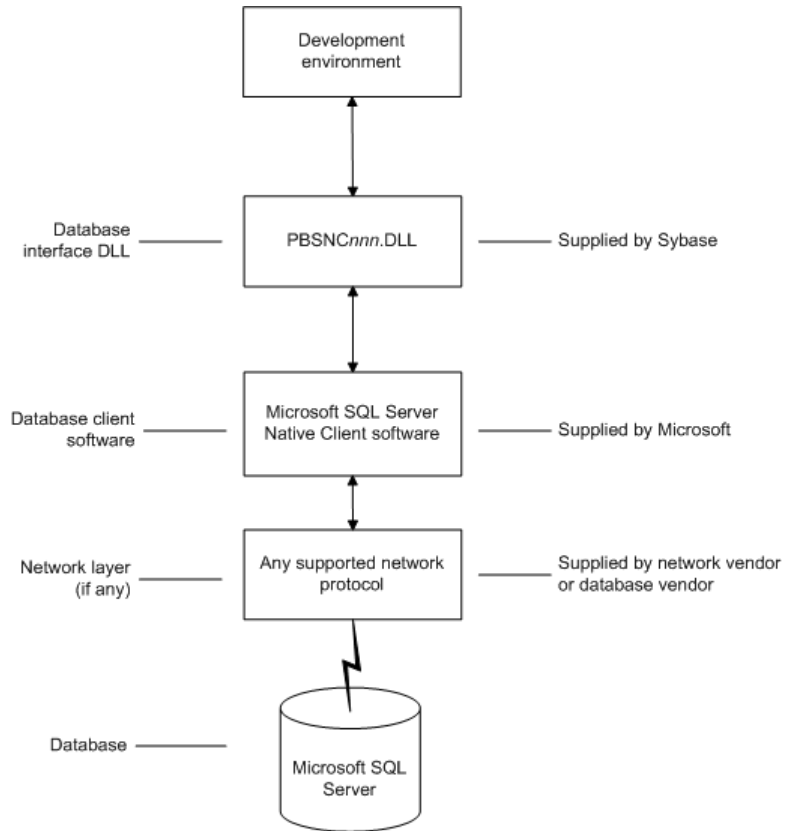 Development
environment
Database
interface DLL
PBSNCnnn.DLL
Supplied by Sybase
Database client
software
Microsoft SQL Server
Native Client software
Supplied by Microsoft
Network layer
(if any)
Any supported network
protocol
Supplied by network vendor
or database vendor
Database
Microsoft SQL
Server